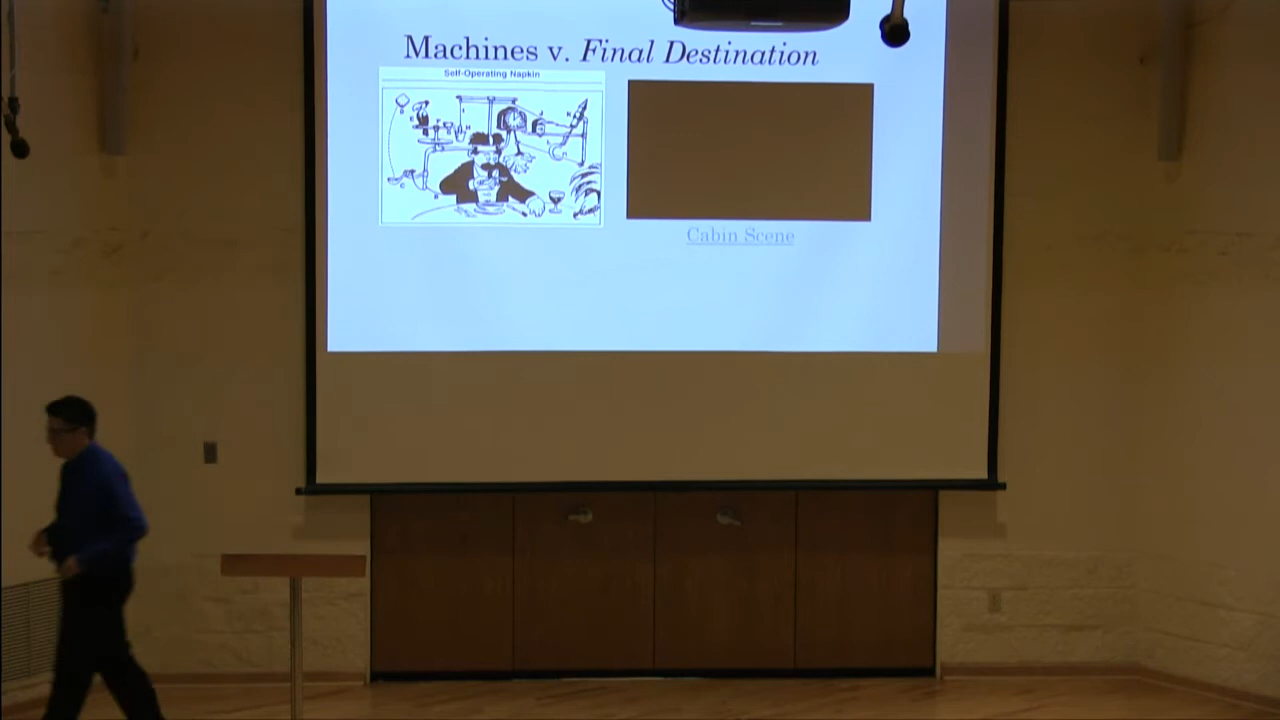 Machines v. Final Destination
Self-Operating Napkin
Cabin Scene